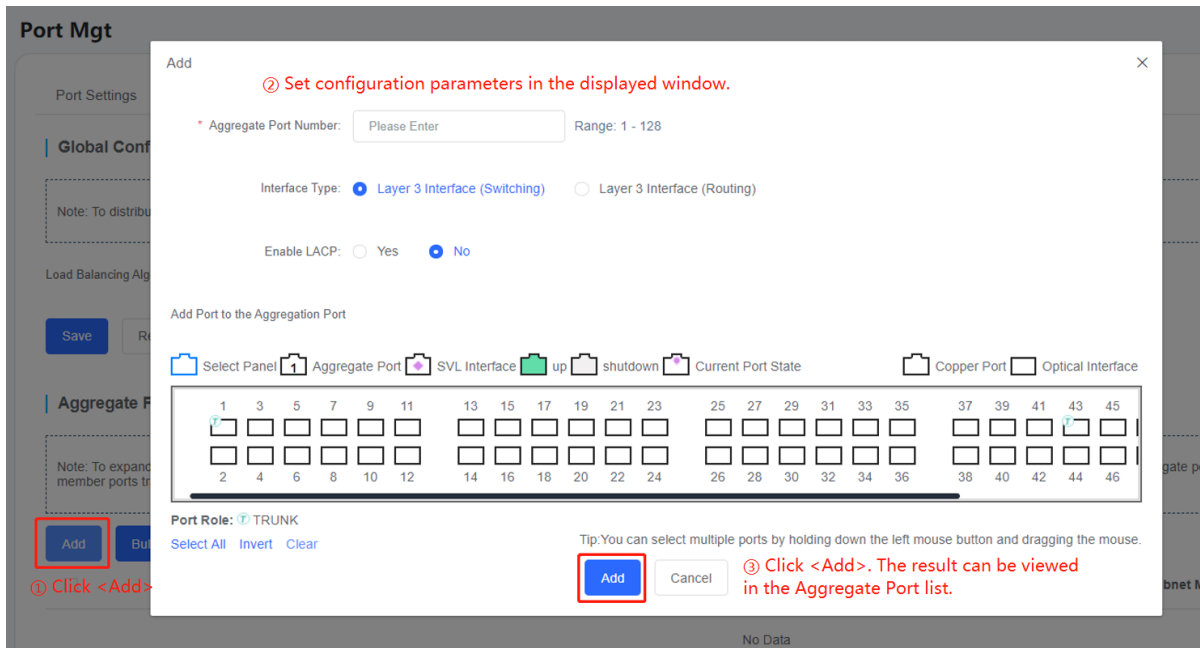 Port Mgt
Add
② Set configuration parameters in the displayed window.
Port Settings
* Aggregate Port Number: Please Enter Range: 1 - 128
Global Conf
Interface Type: Layer 3 Interface (Switching) Layer 3 Interface (Routing)
Note: To distribu
Enable LACP: Yes No
Load Balancing Alg
Add Port to the Aggregation Port
Save Re
Select Panel 1 Aggregate Port SVL Interface up shutdown Current Port State Copper Port Optical Interface
Aggregate P
1 3 5 7 9 11 13 15 17 19 21 23 25 27 29 31 33 35 37 39 41 43 45
T T
Note: To expand
member ports tr
gate p
2 4 6 8 10 12 14 16 18 20 22 24 26 28 30 32 34 36 38 40 42 44 46
Port Role: T TRUNK
Add Bul
Select All Invert Clear
Tip:You can select multiple ports by holding down the left mouse button and dragging the mouse.
① Click <Add>
Add Cancel
③ Click <Add>. The result can be viewed
in the Aggregate Port list.
bnet M
No Data